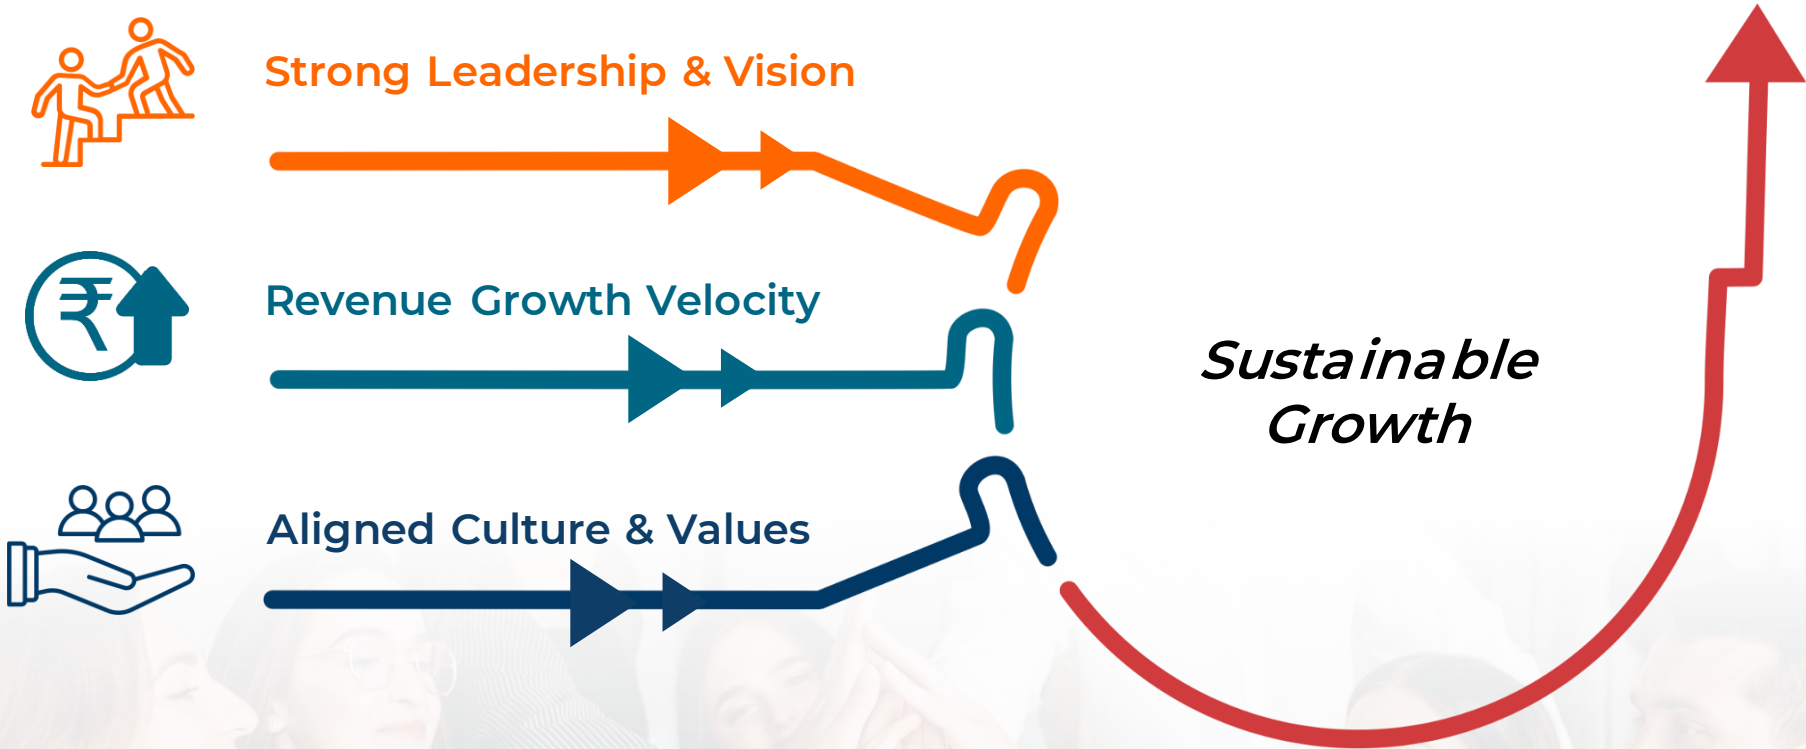 Strong Leadership & Vision
₹
Revenue Growth Velocity
Sustainable
Growth
Aligned Culture & Values